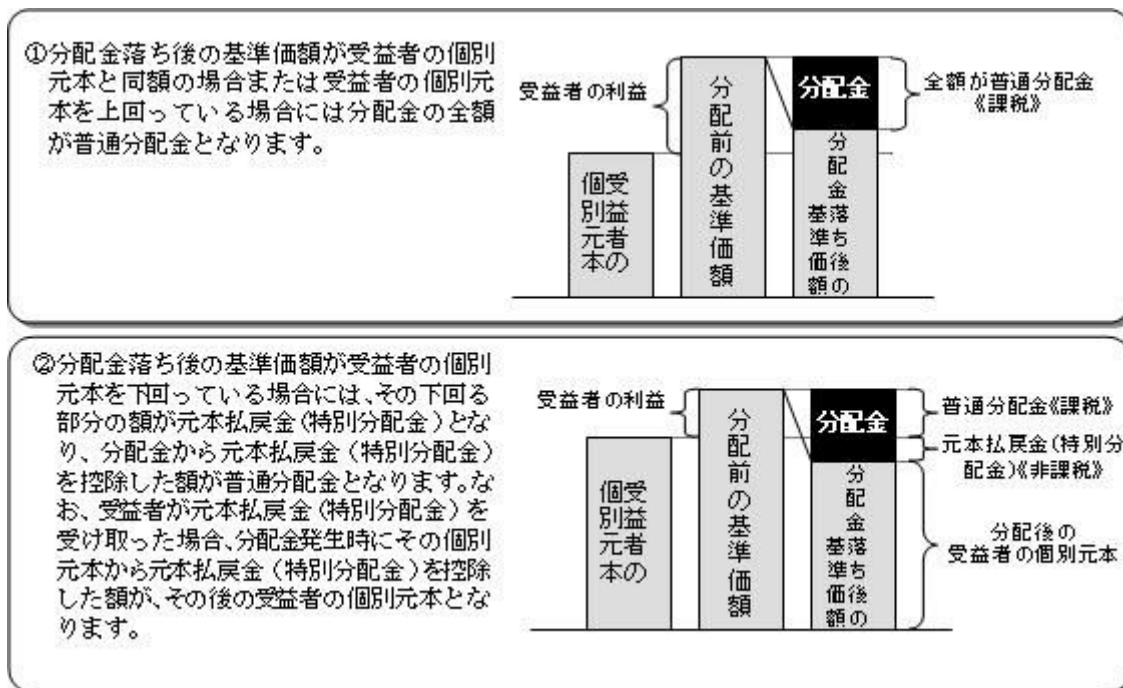 ①分配金落ち後の基準価額が受益者の個別
元本と同額の場合または受益者の個別元
本を上回っている場合には分配金の全額
が普通分配金となります。
受益者の利益
個別元本
受益者の
分配前の基準価額
分配金
基準価額
分配金落ち後の
全額が普通分配金
《課税》
②分配金落ち後の基準価額が受益者の個別
元本を下回っている場合には、その下回る
部分の額が元本払戻金(特別分配金)とな
り、分配金から元本払戻金(特別分配金)
を控除した額が普通分配金となります。な
お、受益者が元本払戻金(特別分配金)を
受け取った場合、分配金発生時にその個別
元本から元本払戻金(特別分配金)を控除
した額が、その後の受益者の個別元本とな
ります。
受益者の利益
受益者の
個別元本
分配前の基準価額
分配金
分配金落ち後の
基準価額
普通分配金《課税》
元本払戻金(特別分
配金)《非課税》
分配後の
受益者の個別元本